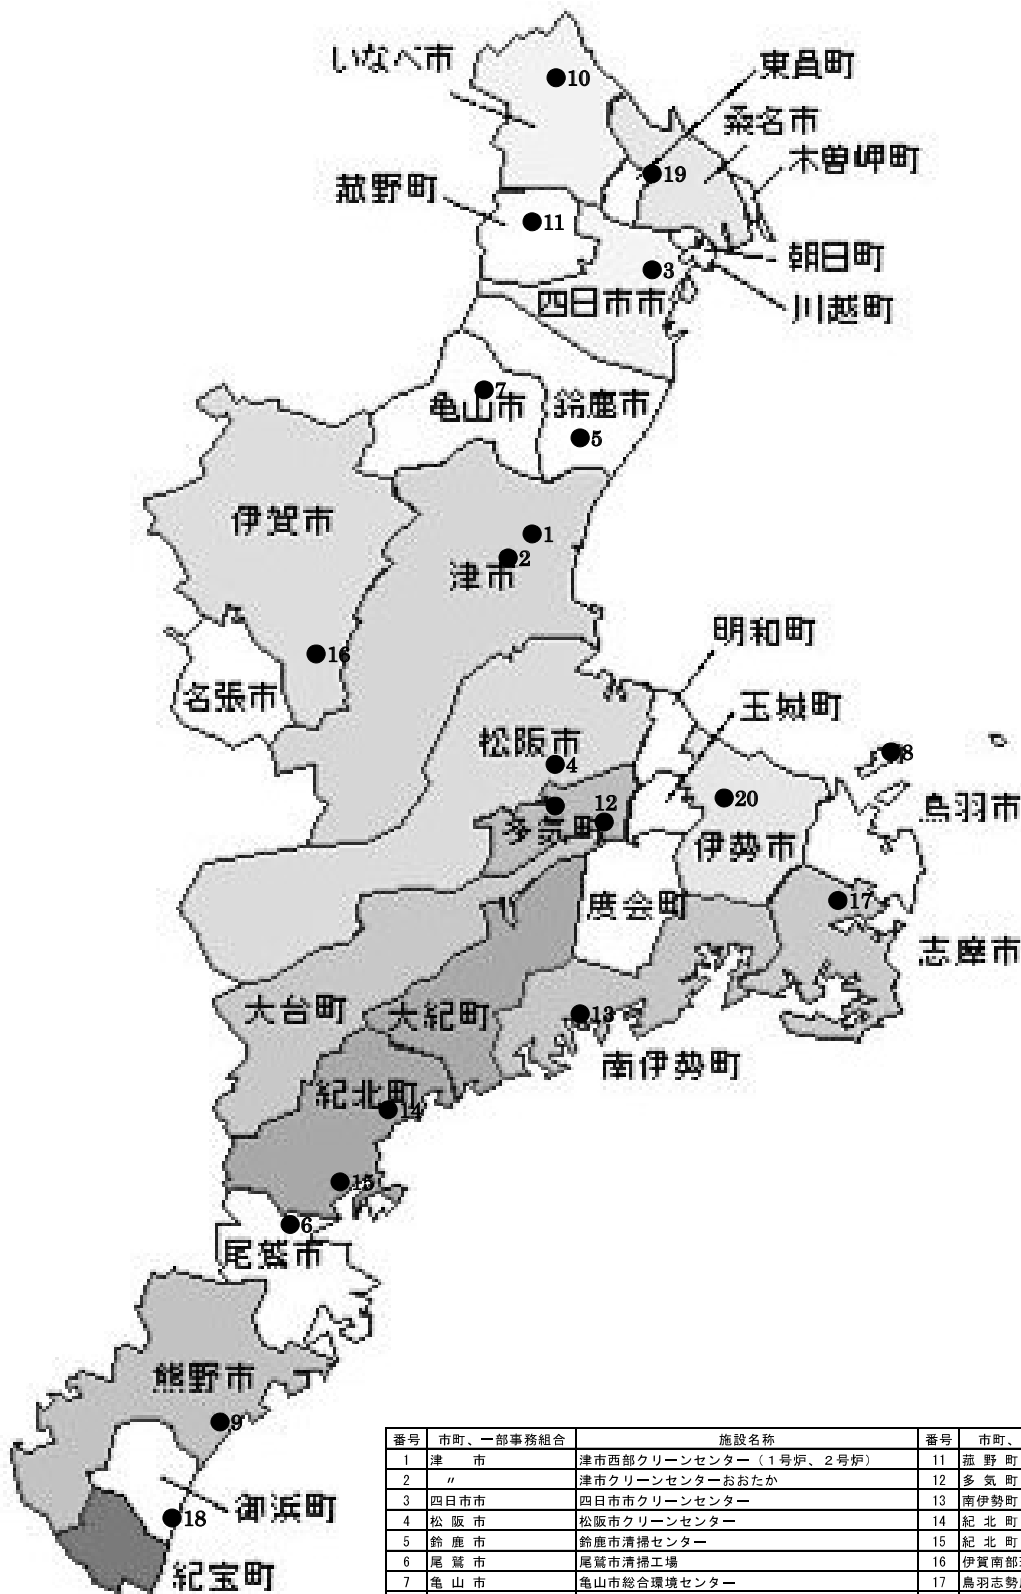 いなべ市
10
東員町
桑名市
19
木曽岬町
菰野町
11
朝日町
3
四日市市
川越町
7
亀山市
鈴鹿市
5
伊賀市
1
2
津市
明和町
16
名張市
玉城町
松阪市
4
8
20
12
鳥羽市
多気町
伊勢市
度会町
17
志摩市
大台町
大紀町
13
南伊勢町
紀北町
14
15
6
尾鷲市
熊野市
9
御浜町
18
紀宝町
番号 市町、一部事務組合 施設名称 番号 市町、
1 津　市 津市西部クリーンセンター（1号炉、2号炉） 11 菰 野 町
2 〃 津市クリーンセンターおおたか 12 多 気 町
3 四日市市 四日市市クリーンセンター 13 南伊勢町
4 松 阪 市 松阪市クリーンセンター 14 紀 北 町
5 鈴 鹿 市 鈴鹿市清掃センター 15 紀 北 町
6 尾 鷲 市 尾鷲市清掃工場 16 伊賀南部
7 亀 山 市 亀山市総合環境センター 17 鳥羽志勢